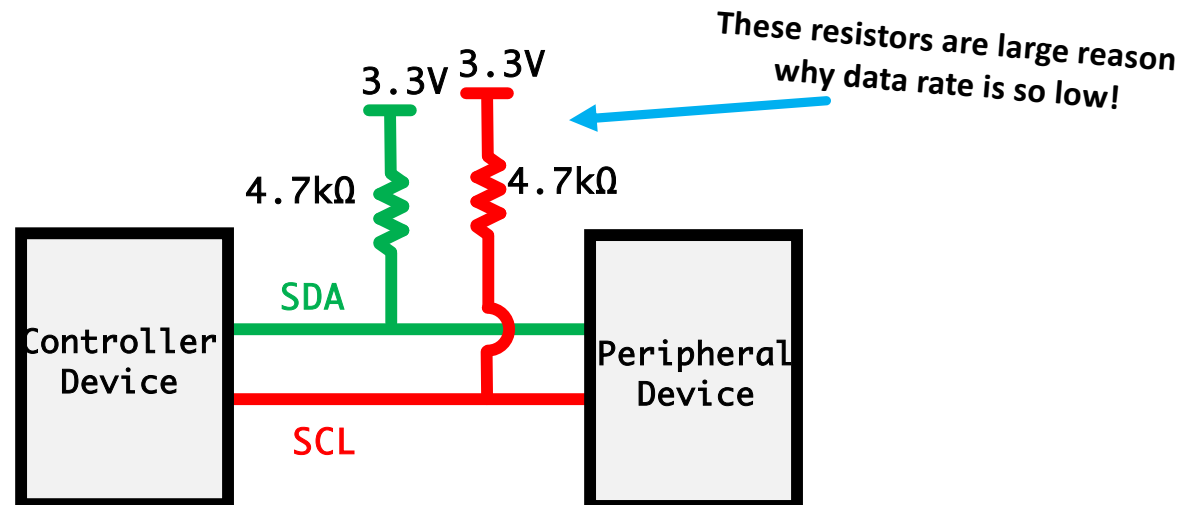 These resistors are large reason
why data rate is so low!
3.3V
3.3V
4.7kΩ
4.7kΩ
SDA
Controller
Device
Peripheral
Device
SCL